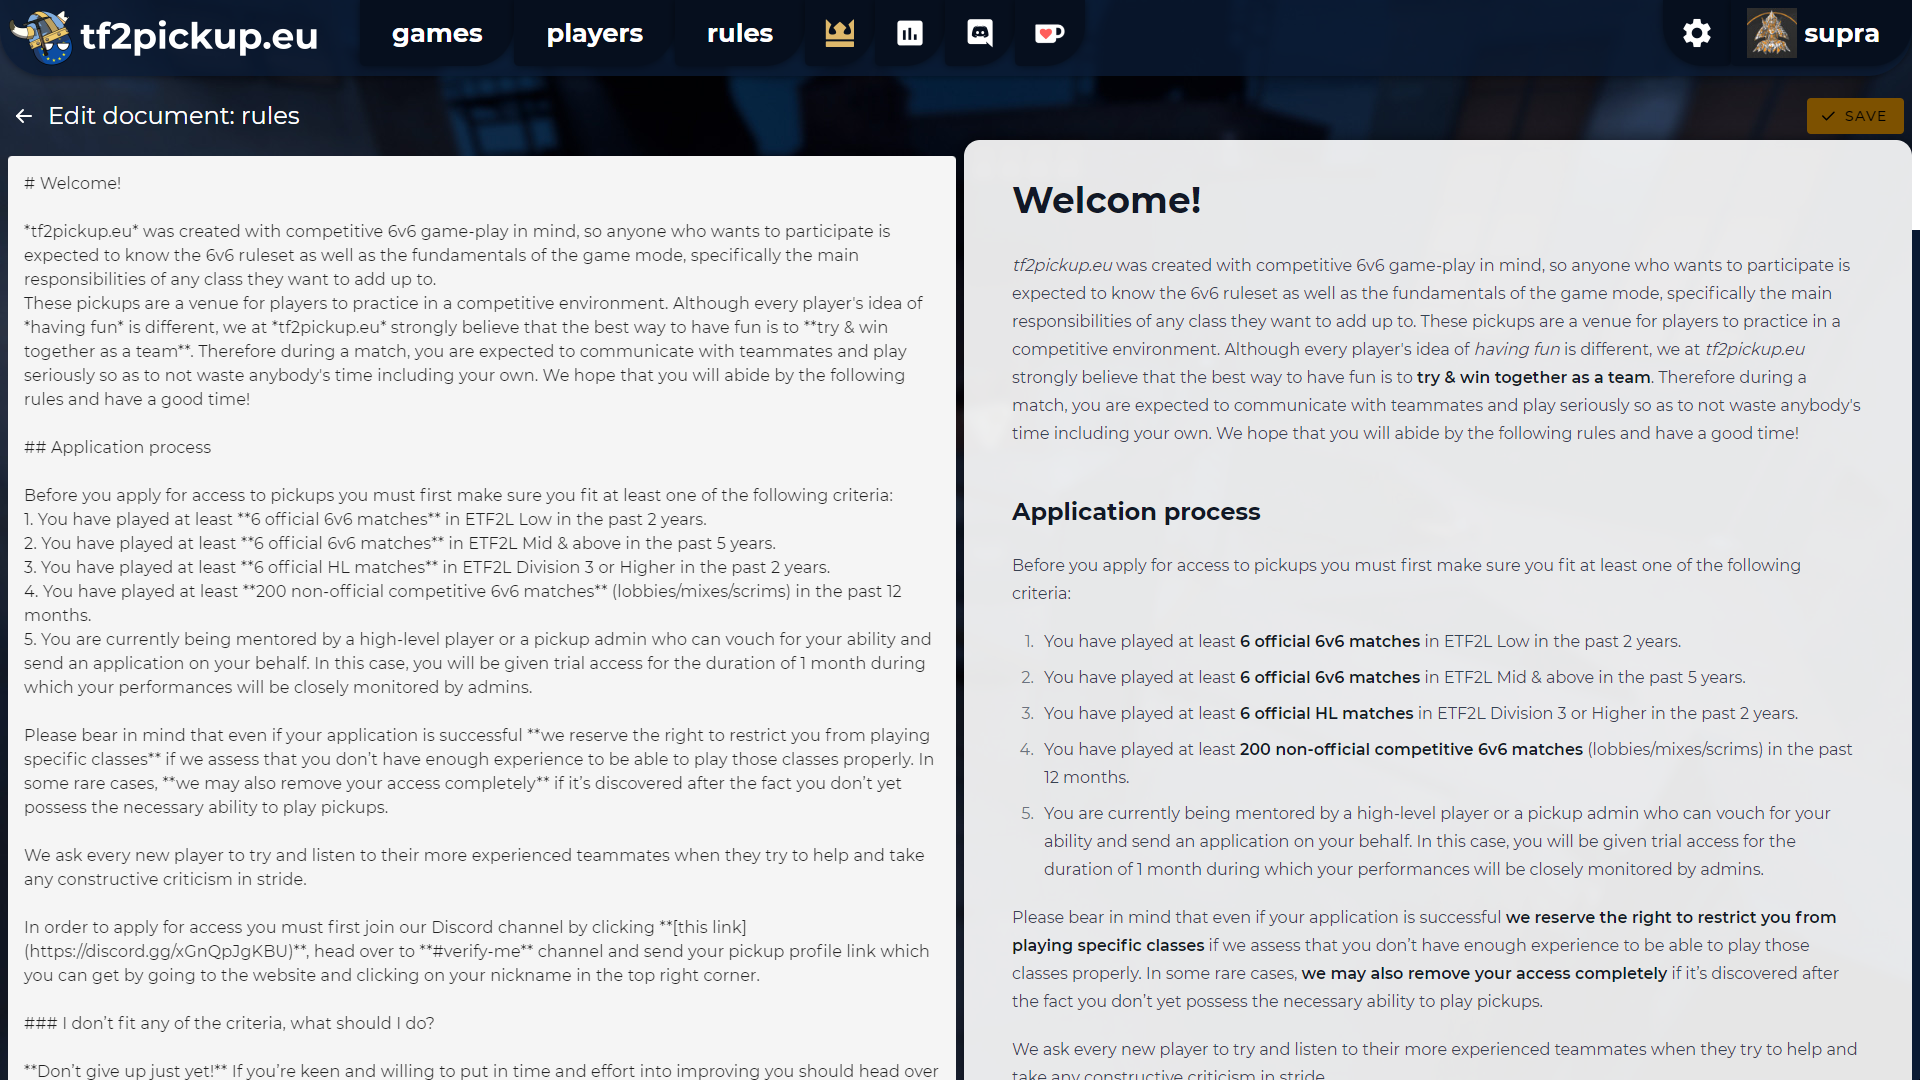 tf2pickup.eu
games
players
rules
supra
Edit document: rules
SAVE
# Welcome!
*tf2pickup.eu* was created with competitive 6v6 game-play in mind, so anyone who wants to participate is
expected to know the 6v6 ruleset as well as the fundamentals of the game mode, specifically the main
responsibilities of any class they want to add up to.
These pickups are a venue for players to practice in a competitive environment. Although every player's idea of
*having fun* is different, we at *tf2pickup.eu* strongly believe that the best way to have fun is to **try & win
together as a team**. Therefore during a match, you are expected to communicate with teammates and play
seriously so as to not waste anybody's time including your own. We hope that you will abide by the following
rules and have a good time!
## Application process
Before you apply for access to pickups you must first make sure you fit at least one of the following criteria:
1. You have played at least **6 official 6v6 matches** in ETF2L Low in the past 2 years.
2. You have played at least **6 official 6v6 matches** in ETF2L Mid & above in the past 5 years.
3. You have played at least **6 official HL matches** in ETF2L Division 3 or Higher in the past 2 years.
4. You have played at least **200 non-official competitive 6v6 matches** (lobbies/mixes/scrims) in the past 12
months.
5. You are currently being mentored by a high-level player or a pickup admin who can vouch for your ability and
send an application on your behalf. In this case, you will be given trial access for the duration of 1 month during
which your performances will be closely monitored by admins.
Please bear in mind that even if your application is successful **we reserve the right to restrict you from playing
specific classes** if we assess that you don’t have enough experience to be able to play those classes properly. In
some rare cases, **we may also remove your access completely** if it’s discovered after the fact you don’t yet
possess the necessary ability to play pickups.
We ask every new player to try and listen to their more experienced teammates when they try to help and take
any constructive criticism in stride.
In order to apply for access you must first join our Discord channel by clicking **[this link]
(https://discord.gg/xGnQpJgKBU)**, head over to **#verify-me** channel and send your pickup profile link which
you can get by going to the website and clicking on your nickname in the top right corner.
### I don’t fit any of the criteria, what should I do?
**Don’t give up just yet!** If you’re keen and willing to put in time and effort into improving you should head over
Welcome!
tf2pickup.eu was created with competitive 6v6 game-play in mind, so anyone who wants to participate is
expected to know the 6v6 ruleset as well as the fundamentals of the game mode, specifically the main
responsibilities of any class they want to add up to. These pickups are a venue for players to practice in a
competitive environment. Although every player's idea of having fun is different, we at tf2pickup.eu
strongly believe that the best way to have fun is to try & win together as a team. Therefore during a
match, you are expected to communicate with teammates and play seriously so as to not waste anybody's
time including your own. We hope that you will abide by the following rules and have a good time!
Application process
Before you apply for access to pickups you must first make sure you fit at least one of the following
criteria:
1. You have played at least 6 official 6v6 matches in ETF2L Low in the past 2 years.
2. You have played at least 6 official 6v6 matches in ETF2L Mid & above in the past 5 years.
3. You have played at least 6 official HL matches in ETF2L Division 3 or Higher in the past 2 years.
4. You have played at least 200 non-official competitive 6v6 matches (lobbies/mixes/scrims) in the past
12 months.
5. You are currently being mentored by a high-level player or a pickup admin who can vouch for your
ability and send an application on your behalf. In this case, you will be given trial access for the
duration of 1 month during which your performances will be closely monitored by admins.
Please bear in mind that even if your application is successful we reserve the right to restrict you from
playing specific classes if we assess that you don’t have enough experience to be able to play those
classes properly. In some rare cases, we may also remove your access completely if it’s discovered after
the fact you don’t yet possess the necessary ability to play pickups.
We ask every new player to try and listen to their more experienced teammates when they try to help and
take any constructive criticism in stride.